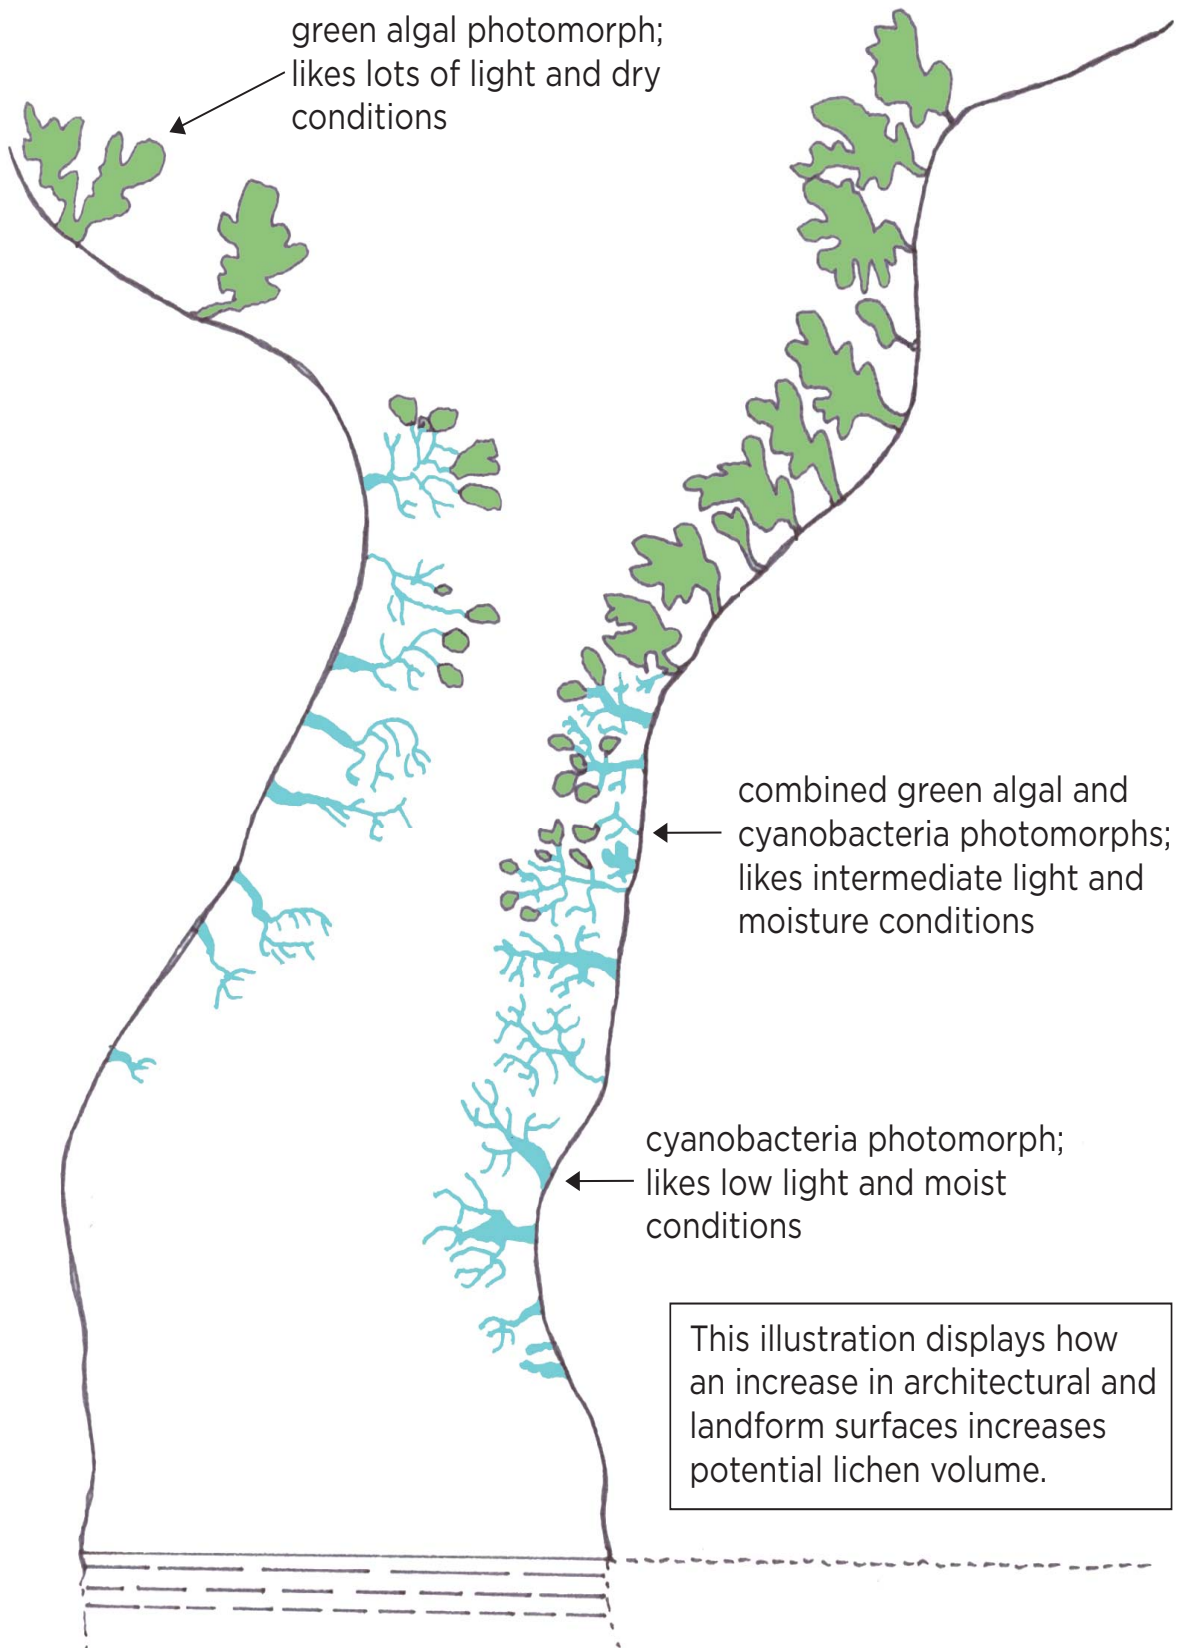 green algal photomorph;
likes lots of light and dry
conditions
combined green algal and
cyanobacteria photomorphs;
likes intermediate light and
moisture conditions
cyanobacteria photomorph;
likes low light and moist
conditions
This illustration displays how
an increase in architectural and
landform surfaces increases
potential lichen volume.